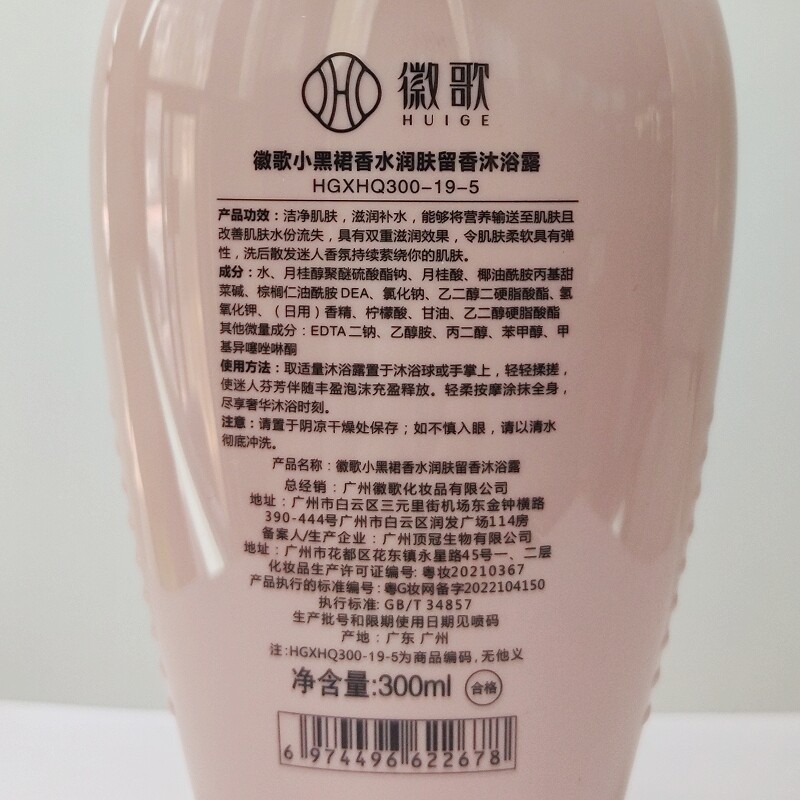 徽歌
HUIGE
徽歌小黑裙香水润肤留香沐浴露
HGXHQ300-19-5
产品功效：洁净肌肤，滋润补水，能够将营养输送至肌肤且
改善肌肤水份流失，具有双重滋润效果，令肌肤柔软具有弹
性，洗后散发迷人香氛持续萦绕你的肌肤。
成分：水、月桂醇聚醚硫酸酯钠、月桂酸、椰油酰胺丙基甜
菜碱、棕榈仁油酰胺DEA、氯化钠、乙二醇二硬脂酸酯、氢
氧化钾、（日用）香精、柠檬酸、甘油、乙二醇硬脂酸酯
其他微量成分：EDTA二钠、乙醇胺、丙二醇、苯甲醇、甲
基异噻唑啉酮
使用方法：取适量沐浴露置于沐浴球或手掌上，轻轻揉搓，
使迷人芬芳伴随丰盈泡沫充盈释放。轻柔按摩涂抹全身，
尽享奢华沐浴时刻。
注意：请置于阴凉干燥处保存；如不慎入眼，请以清水
彻底冲洗。
产品名称：徽歌小黑裙香水润肤留香沐浴露
总经销：广州徽歌化妆品有限公司
地址：广州市白云区三元里街机场东金钟横路
390-444号广州市白云区润发广场114房
备案人/生产企业：广州顶冠生物有限公司
地址：广州市花都区花东镇永星路45号一、二层
化妆品生产许可证编号：粤妆20210367
产品执行的标准编号：粤G妆网备字2022104150
执行标准：GB/T 34857
生产批号和限期使用日期见喷码
产地：广东 广州
注：HGXHQ300-19-5为商品编码，无他义
净含量:300ml 合格
6 974496 622678